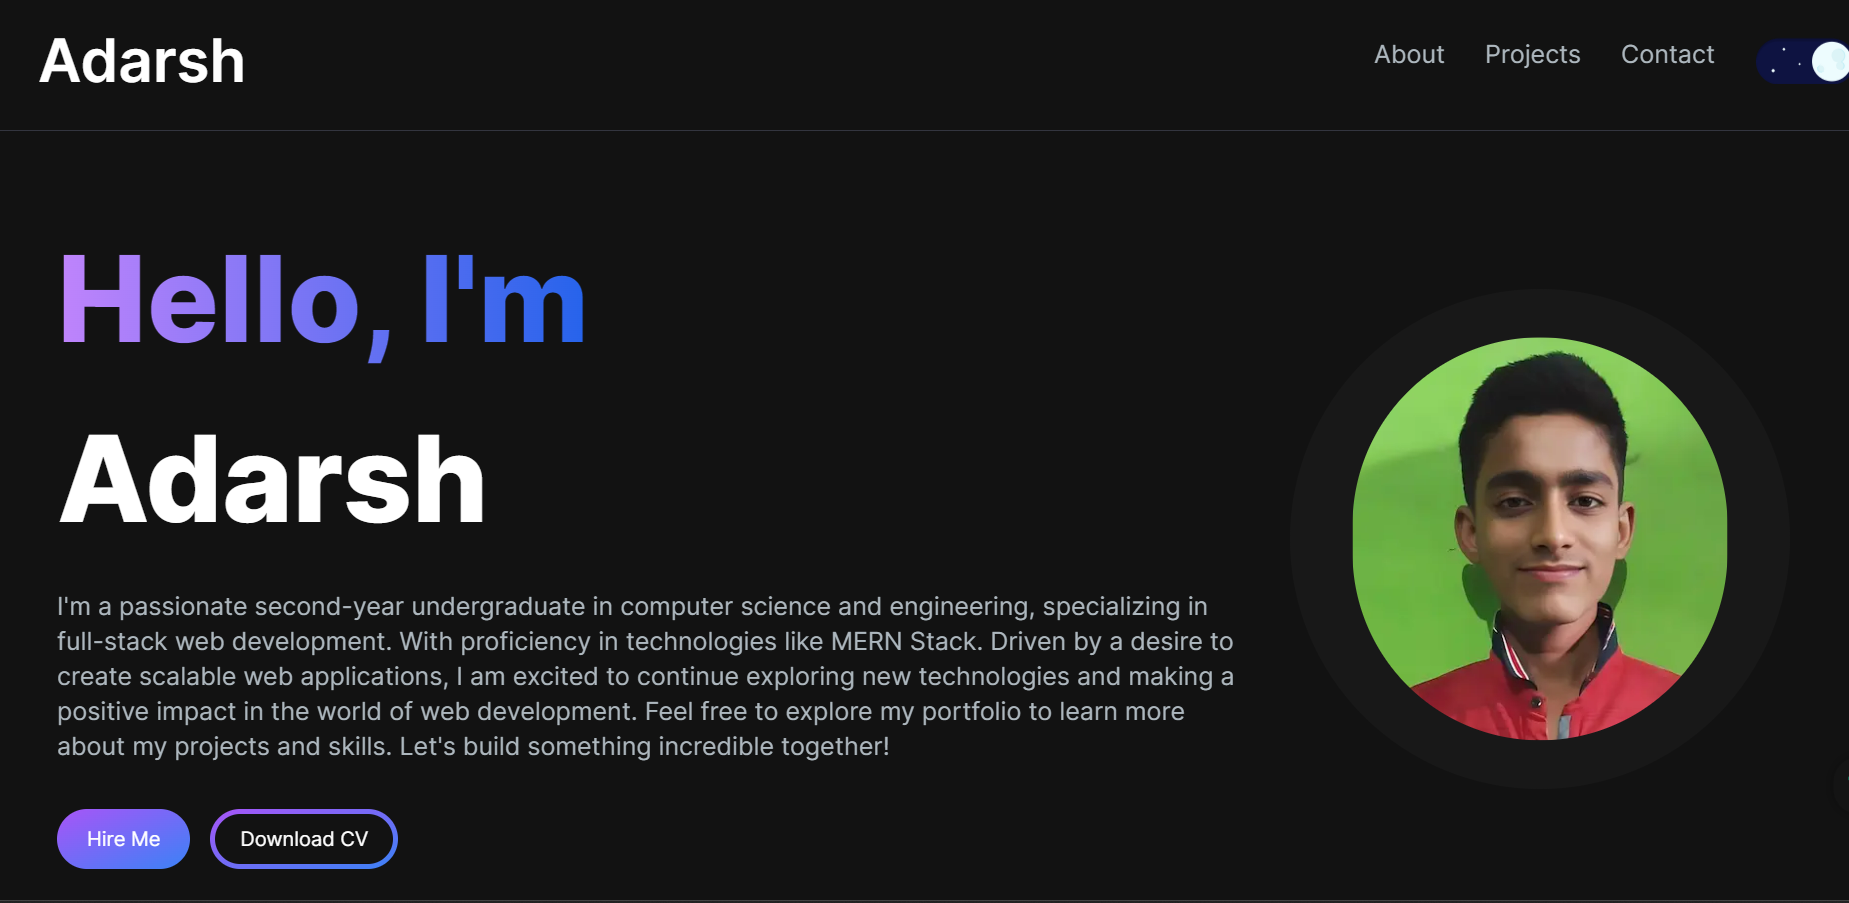 Adarsh
About Projects Contact
Hello, I'm
Adarsh
I'm a passionate second-year undergraduate in computer science and engineering, specializing in
full-stack web development. With proficiency in technologies like MERN Stack. Driven by a desire to
create scalable web applications, I am excited to continue exploring new technologies and making a
positive impact in the world of web development. Feel free to explore my portfolio to learn more
about my projects and skills. Let's build something incredible together!
Hire Me Download CV